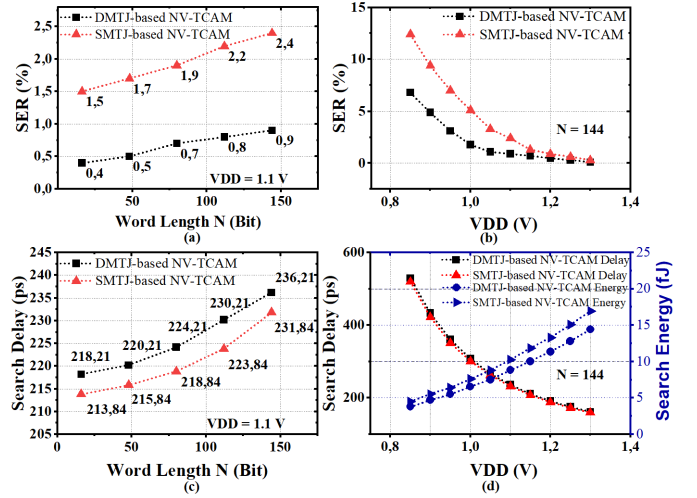 DMTJ-based NV-TCAM
SMTJ-based NV-TCAM
SER (%)
3,0
2,5
2,0
1,5
1,0
0,5
0,0
1,5
1,7
1,9
2,2
2,4
0,4
0,5
0,7
0,8
0,9
VDD = 1.1 V
0
50
100
150
Word Length N (Bit)
(a)
DMTJ-based NV-TCAM
SMTJ-based NV-TCAM
SER (%)
15
10
5
0
N = 144
0,8
1,0
1,2
1,4
VDD (V)
(b)
DMTJ-based NV-TCAM
SMTJ-based NV-TCAM
Search Delay (ps)
245
240
235
230
225
220
215
210
205
218,21
220,21
224,21
230,21
236,21
213,84
215,84
218,84
223,84
231,84
VDD = 1.1 V
0
50
100
150
Word Length N (Bit)
(c)
DMTJ-based NV-TCAM Delay
SMTJ-based NV-TCAM Delay
DMTJ-based NV-TCAM Energy
SMTJ-based NV-TCAM Energy
Search Delay (ps)
600
400
200
N = 144
25
20
15
10
5
0
Search Energy (fJ)
0,8
1,0
1,2
1,4
VDD (V)
(d)